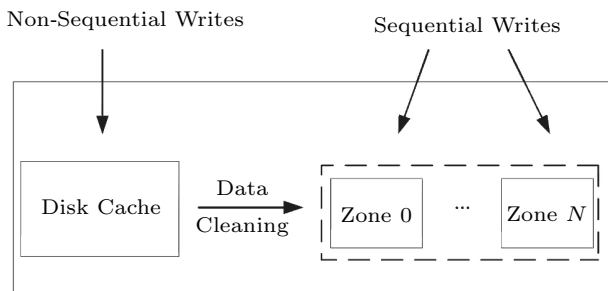 Non-Sequential Writes
Sequential Writes
Disk Cache
Data
Cleaning
Zone 0
...
Zone N